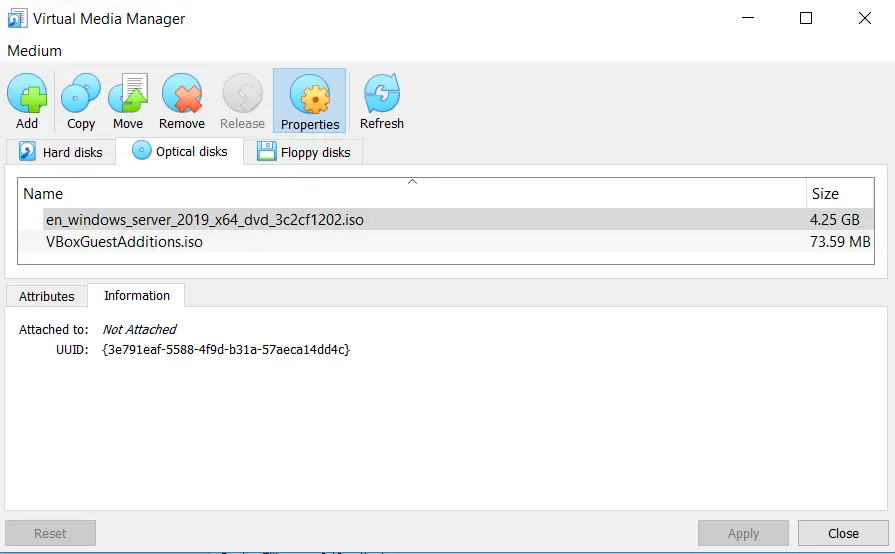 Virtual Media Manager
Medium
Add Copy Move Remove Release Properties Refresh
Hard disks Optical disks Floppy disks
Name Size
en_windows_server_2019_x64_dvd_3c2cf1202.iso 4.25 GB
VBoxGuestAdditions.iso 73.59 MB
Attributes Information
Attached to: Not Attached
UUID: {3e791eaf-5588-4f9d-b31a-57aeca14dd4c}
Reset Apply Close